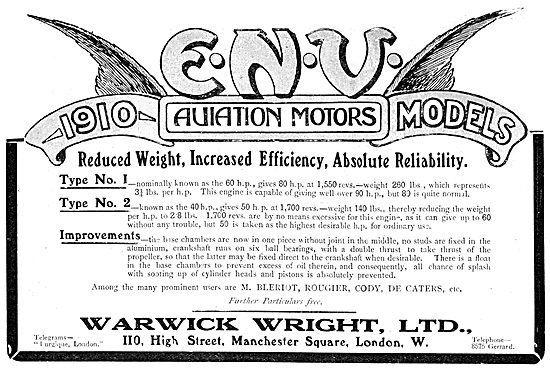 E·N·V·
1910 AVIATION MOTORS MODELS
Reduced Weight, Increased Efficiency, Absolute Reliability.
Type No. 1 —nominally known as the 60 h.p., gives 80 h.p. at 1,550 revs.—weight 260 lbs., which represents
3¼ lbs. per h.p. This engine is capable of giving well over 90 h.p., but 80 is quite normal.
Type No. 2 —known as the 40 h.p., gives 50 h.p. at 1,700 revs.—weight 140 lbs., thereby reducing the weight
per h.p. to 2·8 lbs. 1,700 revs. are by no means excessive for this engine, as it can give up to 60
without any trouble, but 50 is taken as the highest desirable h.p. for ordinary use.
Improvements —the base chambers are now in one piece without joint in the middle, no studs are fixed in the
aluminium, crankshaft runs on six ball bearings, with a double thrust to take thrust of the
propeller, so that the latter may be fixed direct to the crankshaft when desirable. There is a float
in the base chambers to prevent excess of oil therein, and consequently, all chance of splash
with sooting up of cylinder heads and pistons is absolutely prevented.
Among the many prominent users are M. BLERIOT, ROUGIER, CODY, DE CATERS, etc.
Further Particulars free.
WARWICK WRIGHT, LTD.,
110, High Street, Manchester Square, London, W.
Telegrams—
"Turgique, London."
Telephone—
8575 Gerrard.